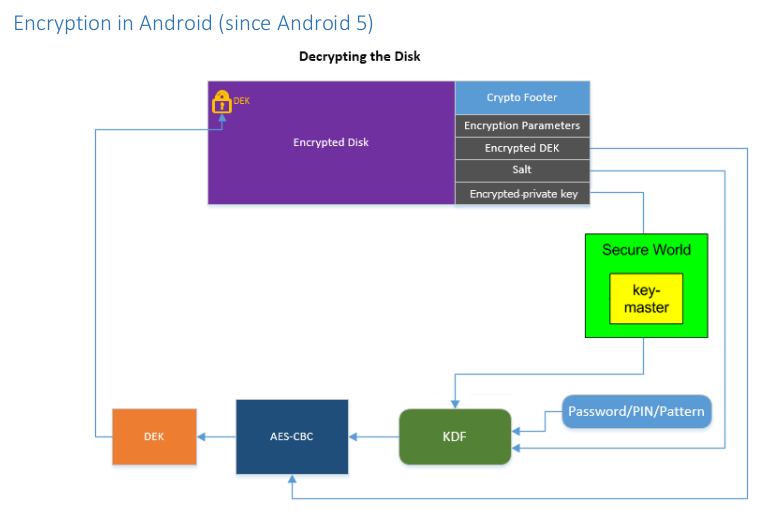 Encryption in Android (since Android 5)
Decrypting the Disk
DEK
Encrypted Disk
Crypto Footer
Encryption Parameters
Encrypted DEK
Salt
Encrypted private key
Secure World
key-
master
Password/PIN/Pattern
DEK
AES-CBC
KDF